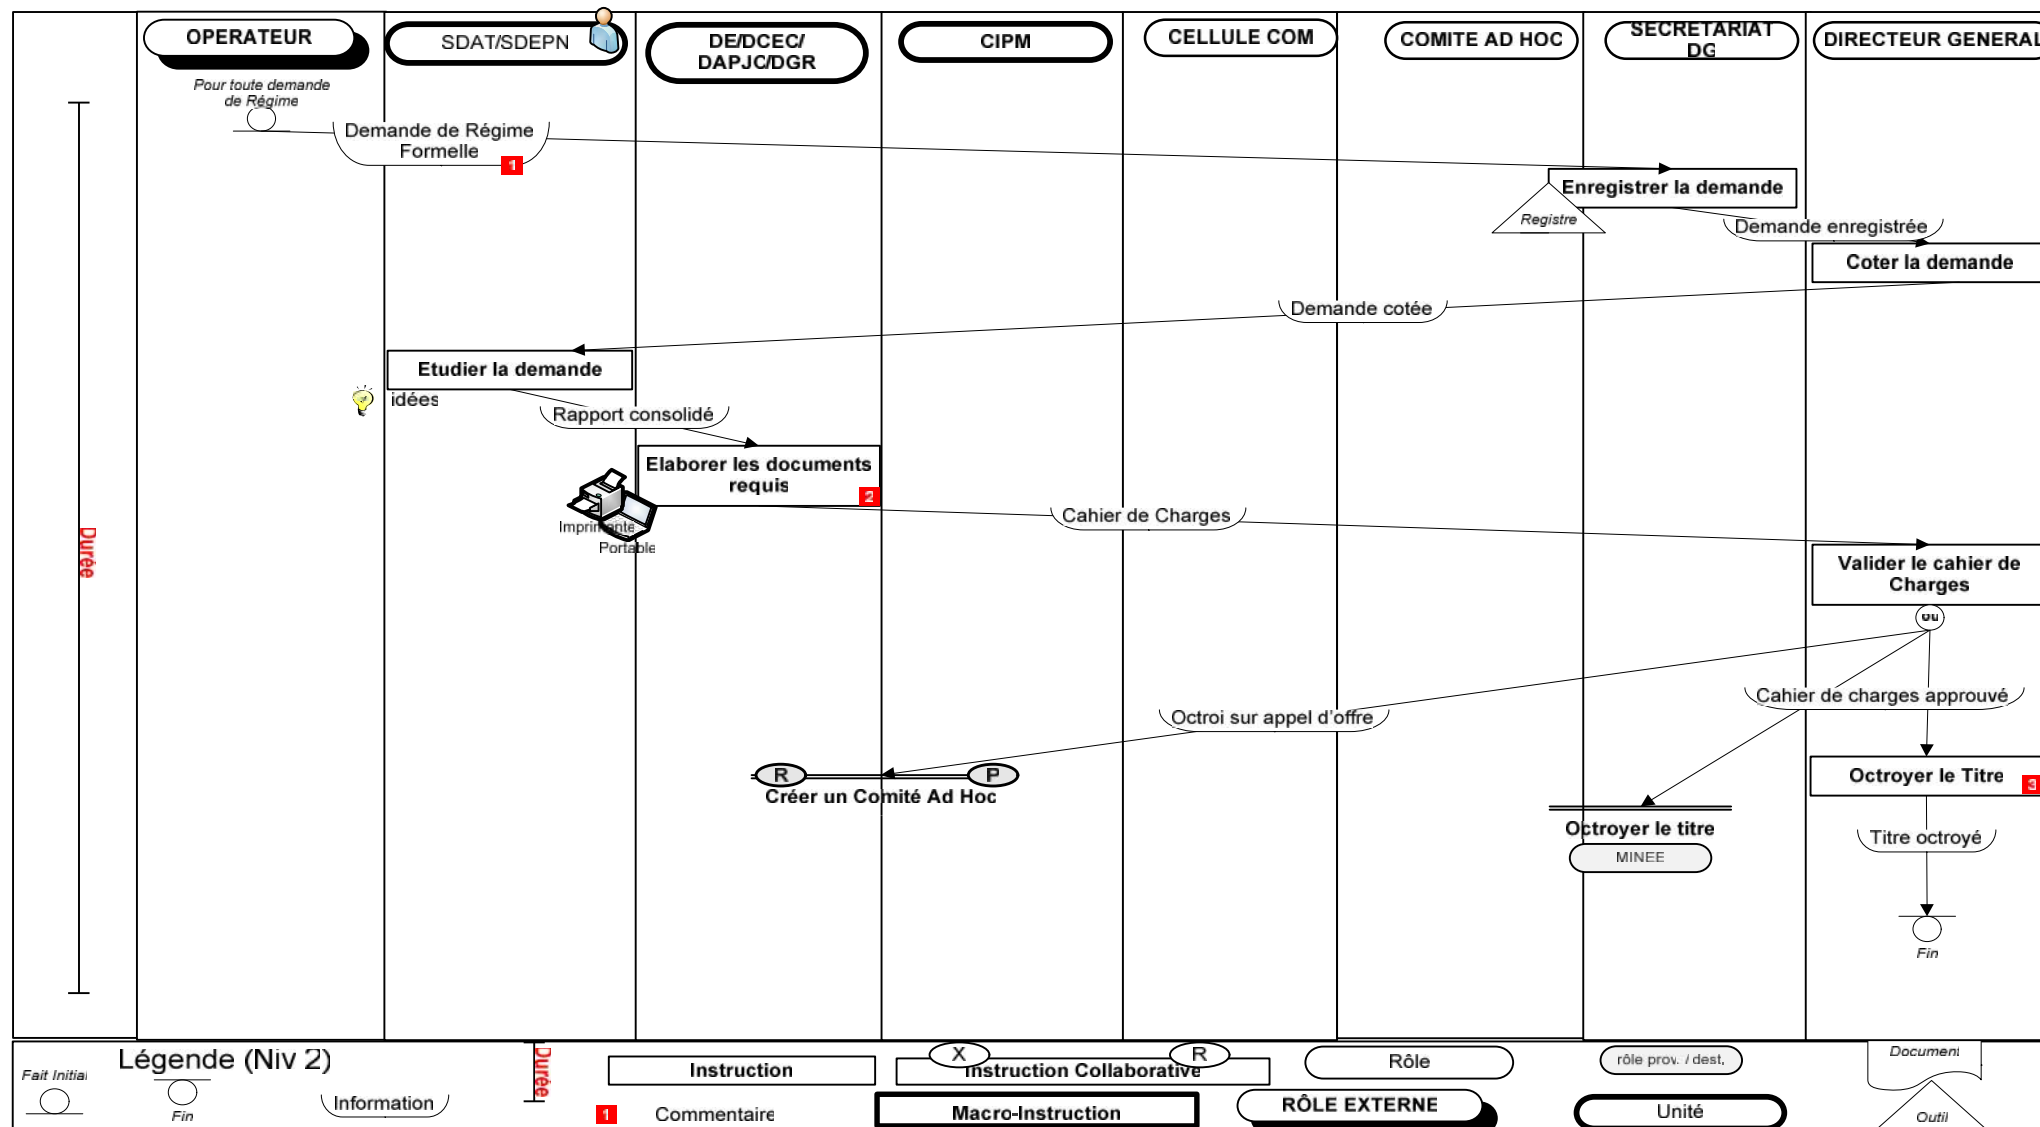 OPERATEUR
SDAT/SDEPN
DE/DCEC/
DAPJC/DGR
CIPM
CELLULE COM
COMITE AD HOC
SECRETARIAT
DG
DIRECTEUR GENERAL
Pour toute demande
de Régime
Demande de Régime
Formelle
1
Enregistrer la demande
Registre
Demande enregistrée
Coter la demande
Demande cotée
Etudier la demande
idées
Rapport consolidé
Elaborer les documents
requis
2
Imprimante
Portable
Cahier de Charges
Durée
Valider le cahier de
Charges
ou
Cahier de charges approuvé
Octroi sur appel d'offre
R
P
Créer un Comité Ad Hoc
Octroyer le Titre
3
Octroyer le titre
MINEE
Titre octroyé
Fin
Légende (Niv 2)
Fait Initial
Fin
Information
Durée
Instruction
1
Commentaire
X
R
Instruction Collaborative
Macro-Instruction
Rôle
RÔLE EXTERNE
rôle prov. / dest.
Unité
Document
Outil